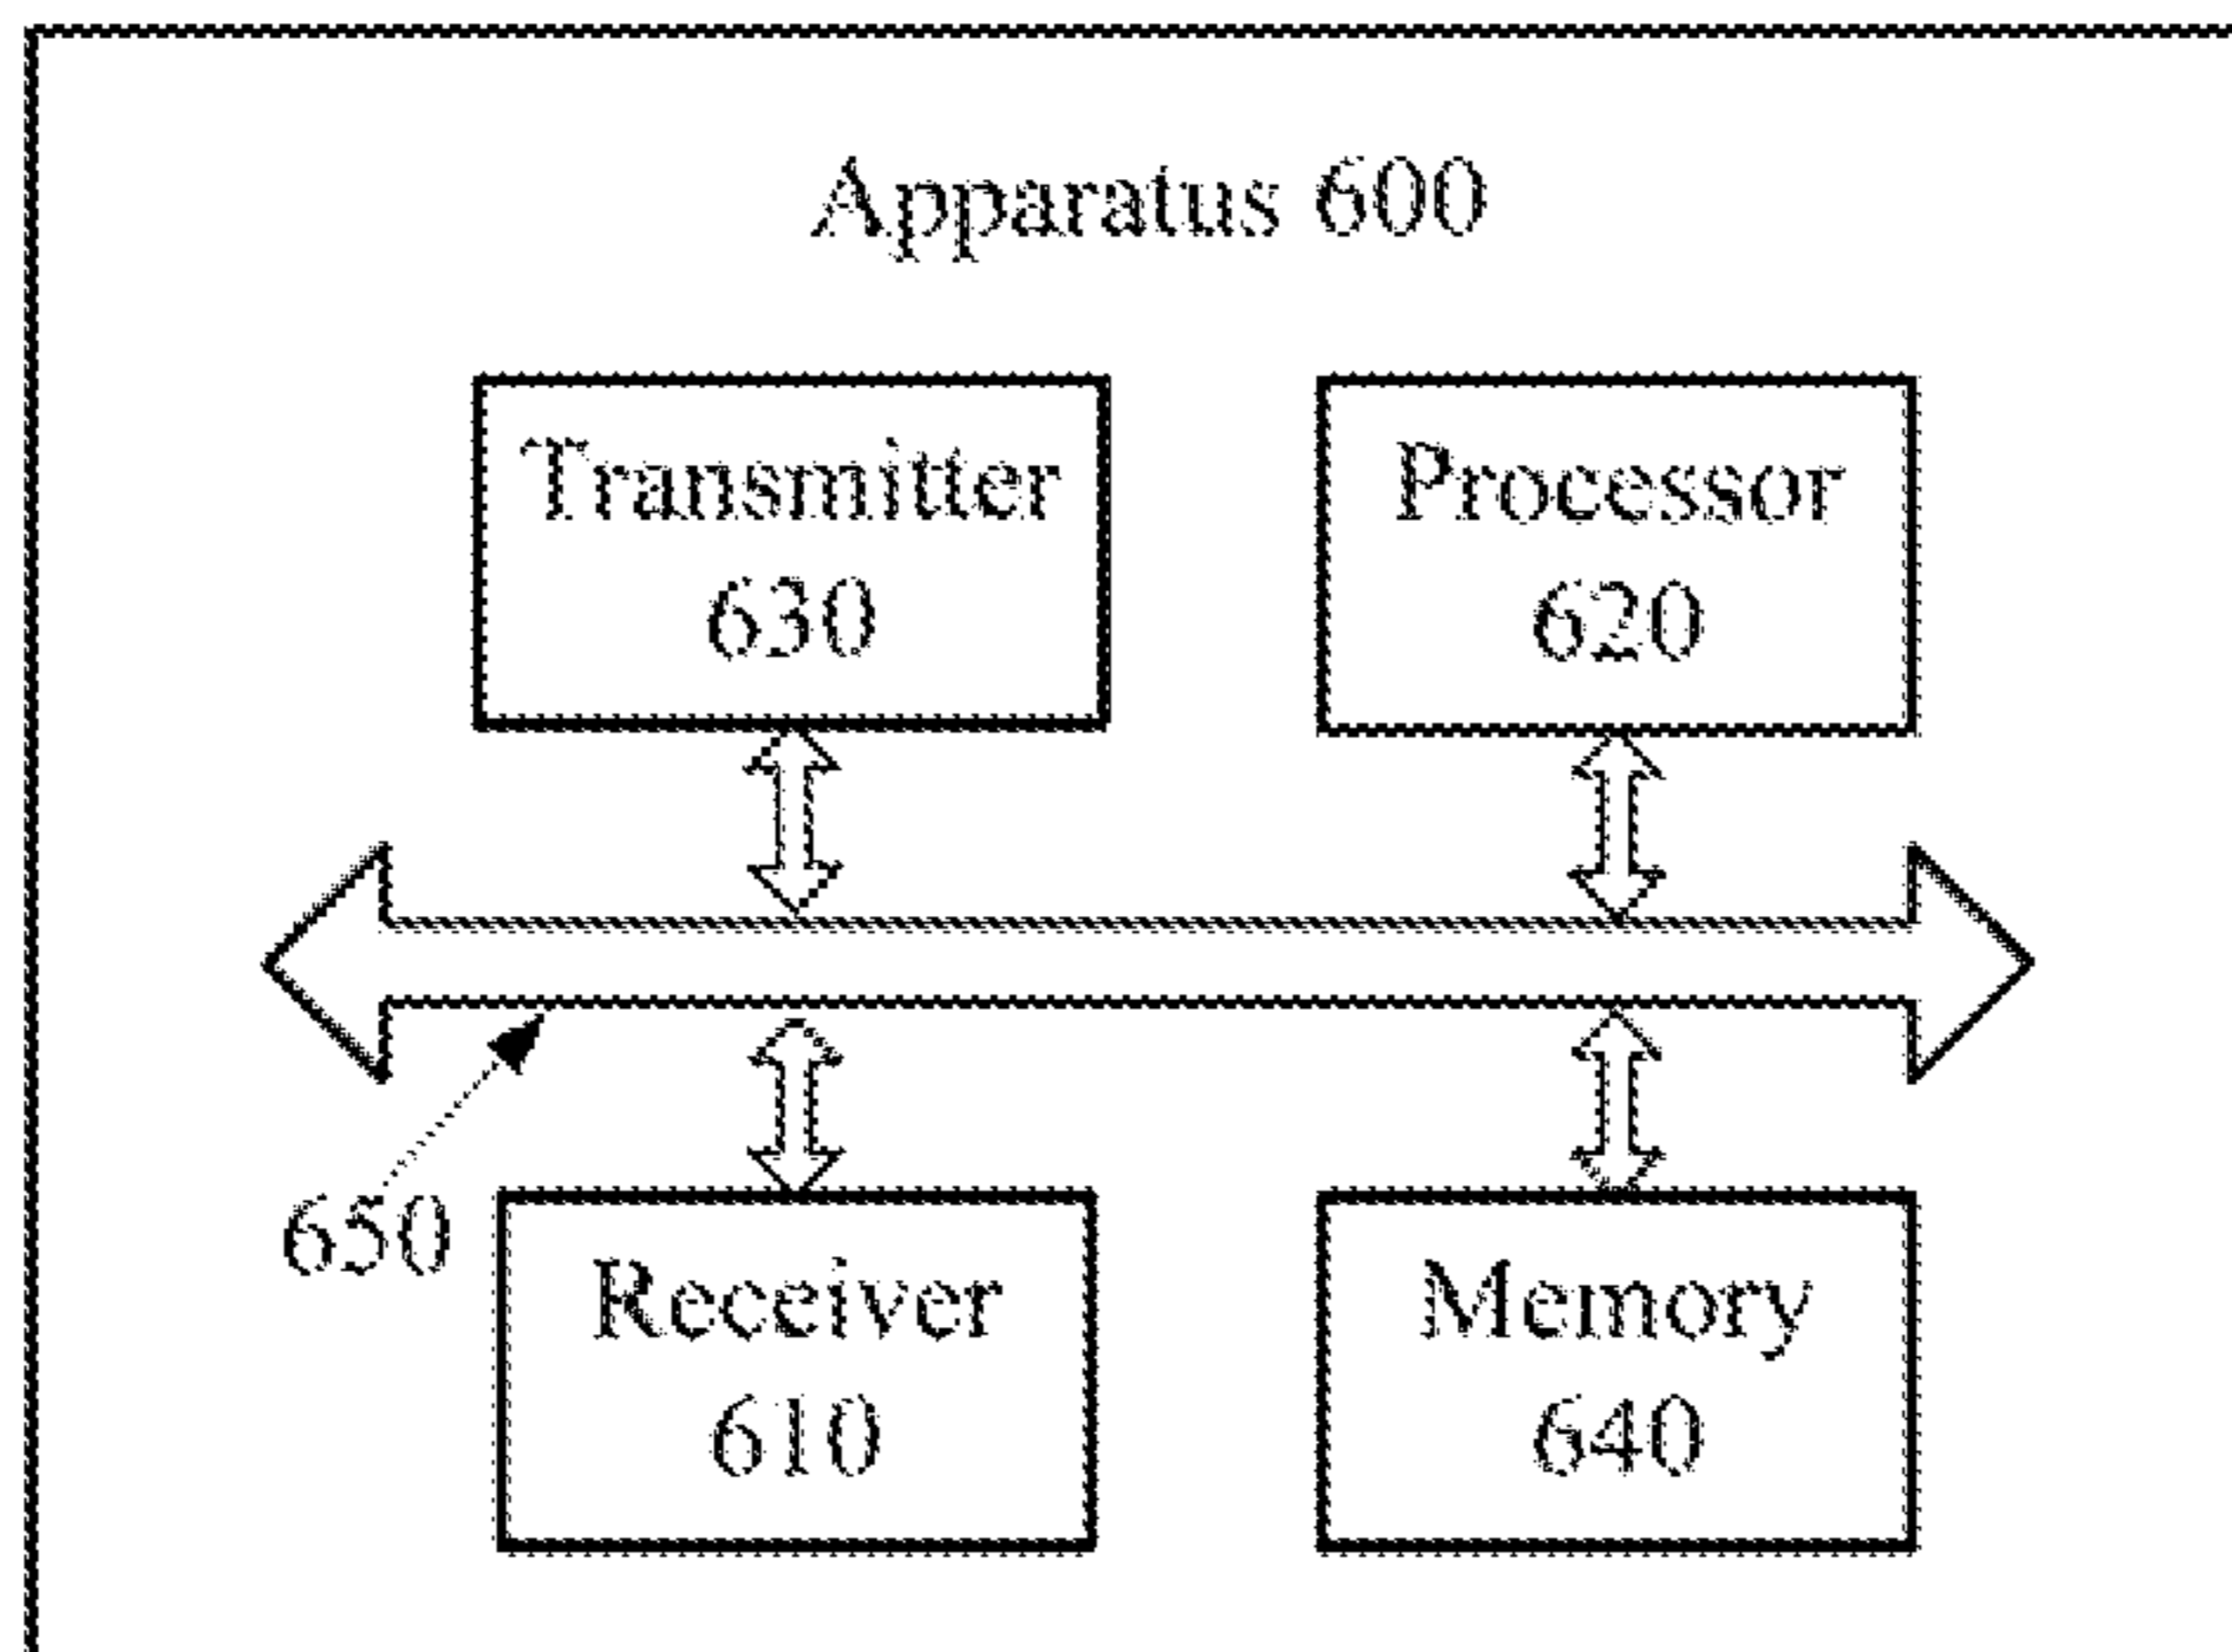 Apparatus 600
Transmitter
630
Processor
620
650
Receiver
610
Memory
640